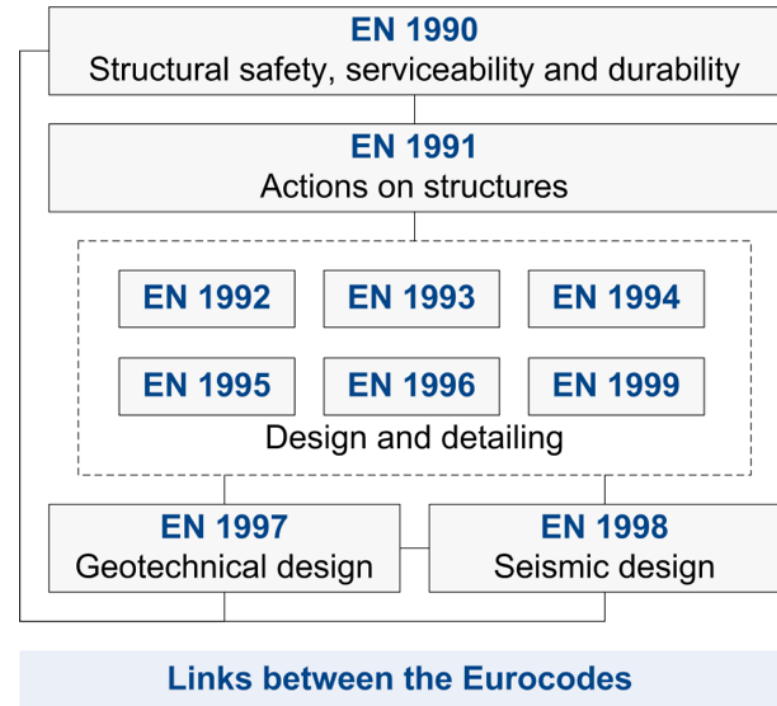 EN 1990
Structural safety, serviceability and durability
EN 1991
Actions on structures
EN 1992 EN 1993 EN 1994
EN 1995 EN 1996 EN 1999
Design and detailing
EN 1997
Geotechnical design
EN 1998
Seismic design
Links between the Eurocodes